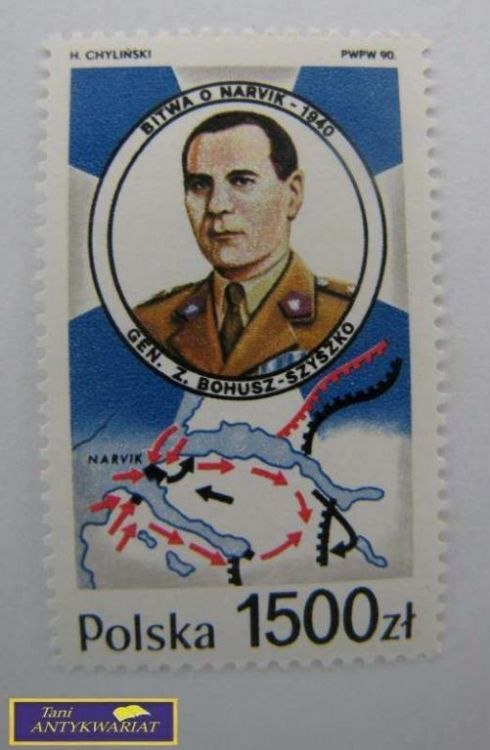 H. CHYLIŃSKI PWPW 90.
BITWA O NARVIK - 1940
GEN. Z. BOHUSZ-SZYSZKO
NARVIK
Polska 1500zł
Tani
ANTYKWARIAT